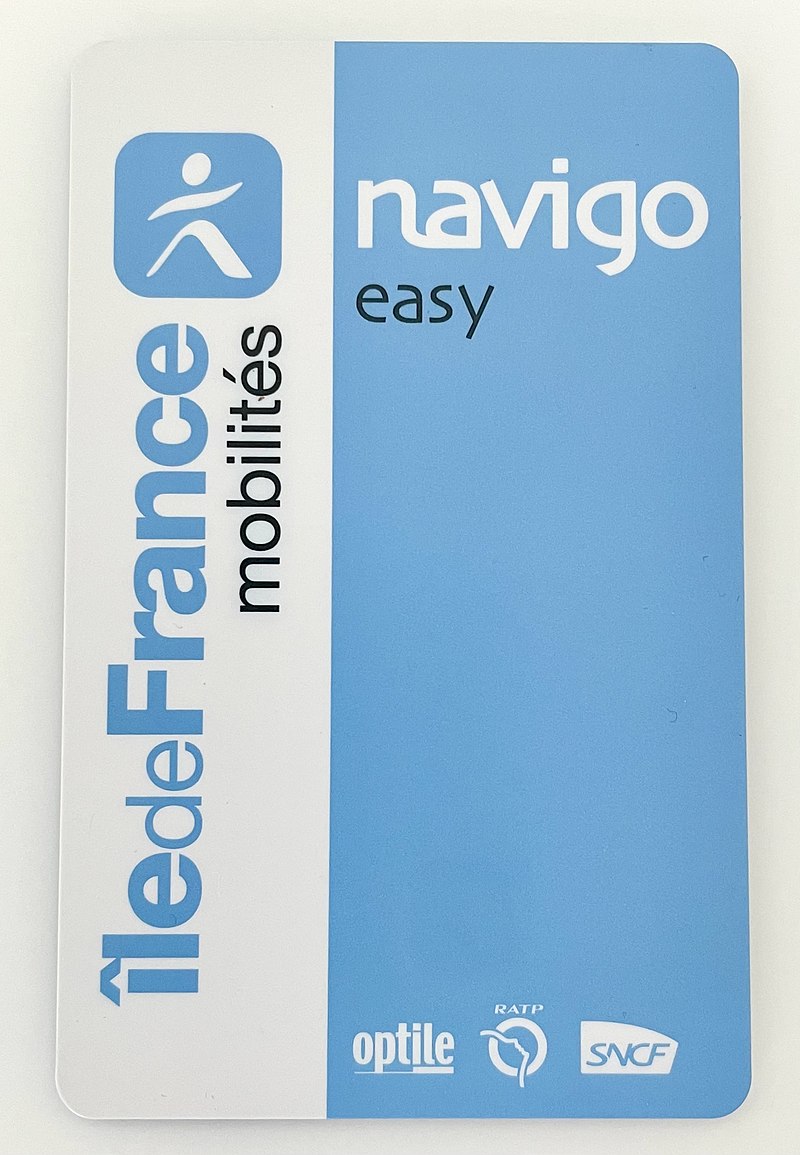 îledeFrance
mobilités
navigo
easy
optile
RATP
SNCF